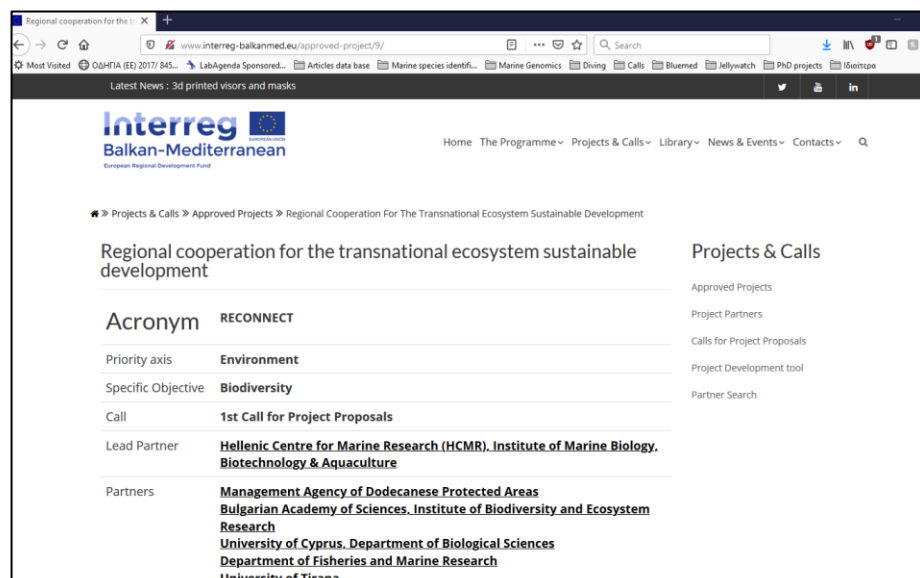 Regional cooperation for the tr
www.interreg-balkanmed.eu/approved-project/9/
Search
Most Visited ΟΔΗΓΙΑ (ΕΕ) 2017/ 845... LabAgenda Sponsored... Articles data base Marine species identifi... Marine Genomics Diving Calls Bluemed Jellywatch PhD projects Ιδιαίτερα
Latest News : 3d printed visors and masks
Interreg
EUROPEAN UNION
Balkan-Mediterranean
European Regional Development Fund
Home The Programme Projects & Calls Library News & Events Contacts
» Projects & Calls » Approved Projects » Regional Cooperation For The Transnational Ecosystem Sustainable Development
Regional cooperation for the transnational ecosystem sustainable
development
Acronym RECONNECT
Priority axis Environment
Specific Objective Biodiversity
Call 1st Call for Project Proposals
Lead Partner Hellenic Centre for Marine Research (HCMR), Institute of Marine Biology,
Biotechnology & Aquaculture
Partners Management Agency of Dodecanese Protected Areas
Bulgarian Academy of Sciences, Institute of Biodiversity and Ecosystem
Research
University of Cyprus, Department of Biological Sciences
Department of Fisheries and Marine Research
University of Tirana
Projects & Calls
Approved Projects
Project Partners
Calls for Project Proposals
Project Development tool
Partner Search